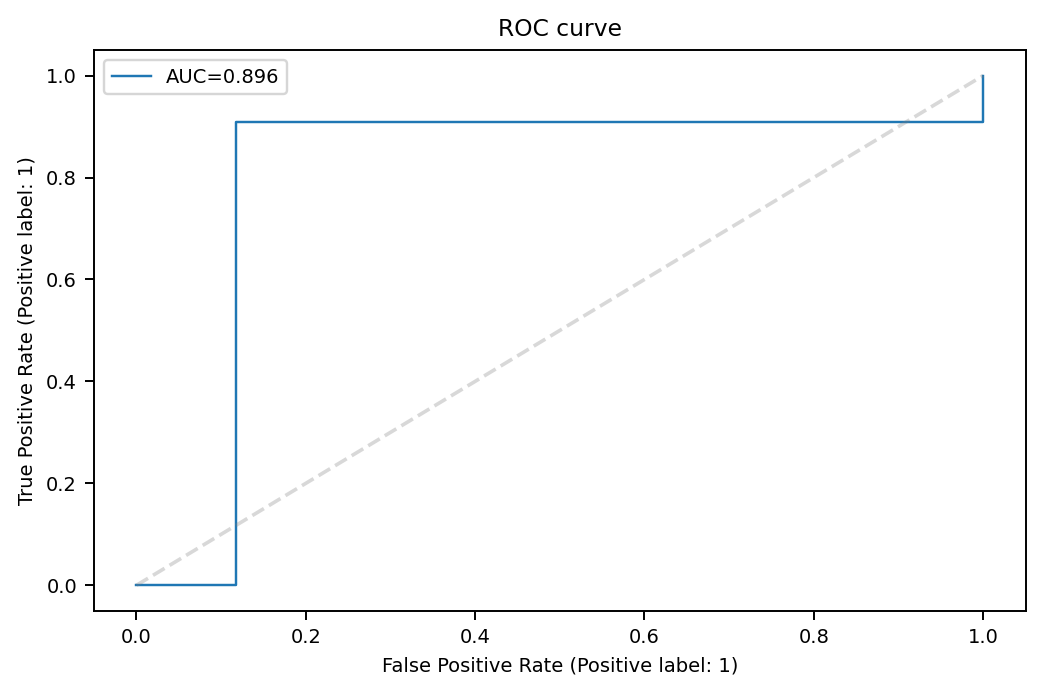 ROC curve
AUC=0.896
True Positive Rate (Positive label: 1)
1.0
0.8
0.6
0.4
0.2
0.0
0.0 0.2 0.4 0.6 0.8 1.0
False Positive Rate (Positive label: 1)